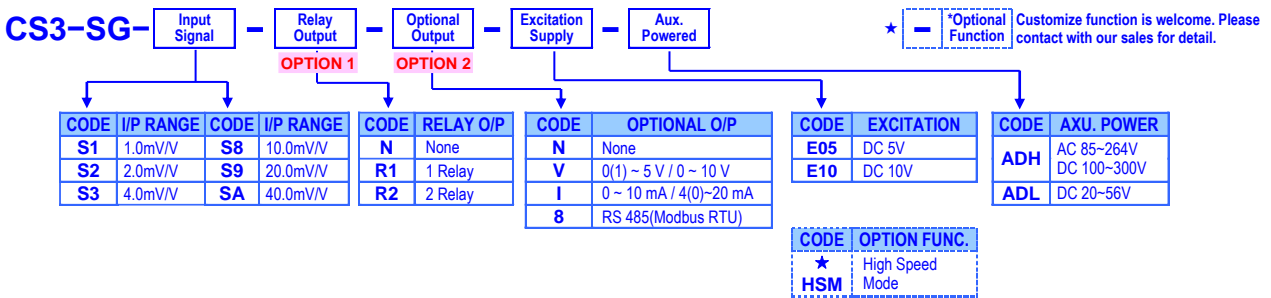 CS3-SG- Input Signal - Relay Output - Optional Output - Excitation Supply - Aux. Powered ★ - *Optional Function Customize function is welcome. Please contact with our sales for detail.
OPTION 1 OPTION 2
CODE I/P RANGE CODE I/P RANGE
S1 1.0mV/V S8 10.0mV/V
S2 2.0mV/V S9 20.0mV/V
S3 4.0mV/V SA 40.0mV/V
CODE RELAY O/P
N None
R1 1 Relay
R2 2 Relay
CODE OPTIONAL O/P
N None
V 0(1) ~ 5 V / 0 ~ 10 V
I 0 ~ 10 mA / 4(0)~20 mA
8 RS 485(Modbus RTU)
CODE EXCITATION
E05 DC 5V
E10 DC 10V
CODE AXU. POWER
ADH AC 85~264V
DC 100~300V
ADL DC 20~56V
CODE OPTION FUNC.
★ High Speed
HSM Mode